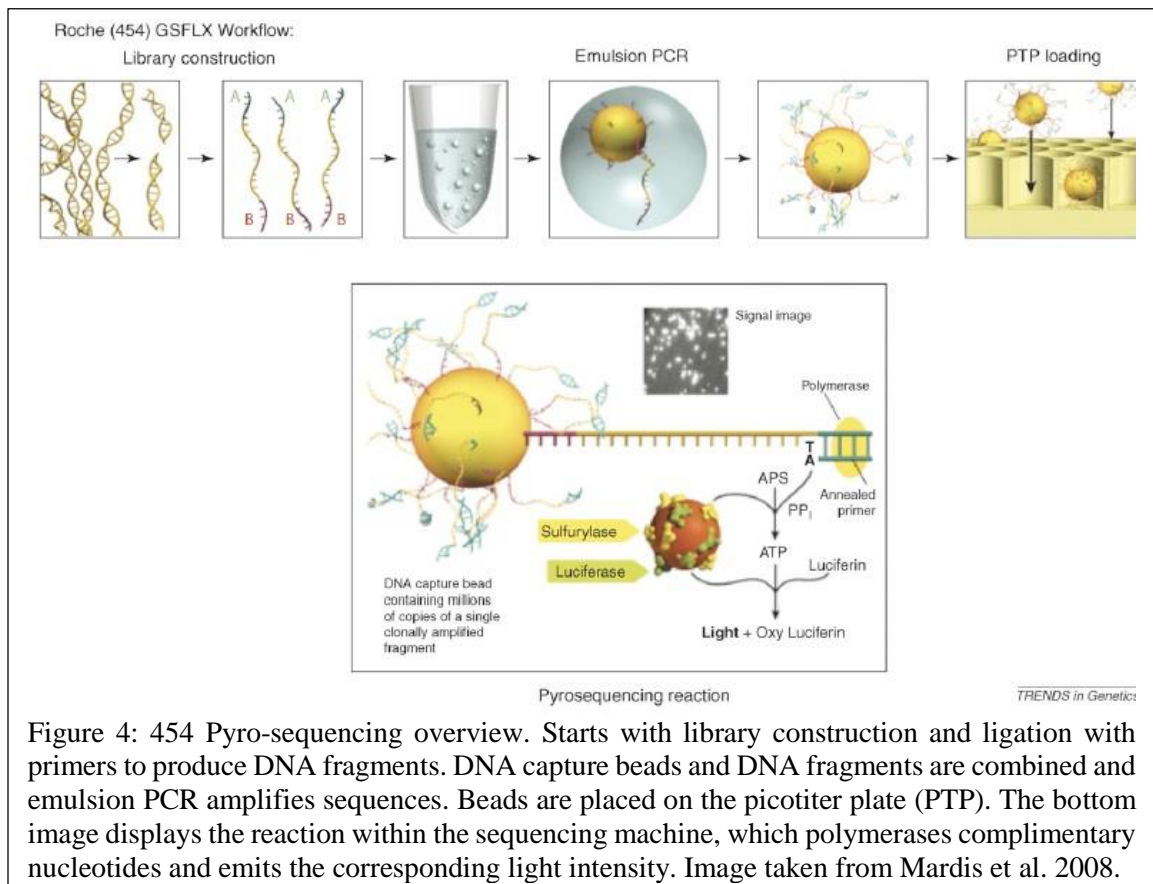 Roche (454) GSFLX Workflow:
Library construction
Emulsion PCR
PTP loading
A A A
B B B
Signal image
Polymerase
T
A
Annealed
primer
APS
PPi
Sulfurylase
ATP
Luciferin
Luciferase
DNA capture bead
containing millions
of copies of a single
clonally amplified
fragment
Light + Oxy Luciferin
Pyrosequencing reaction
TRENDS in Genetics
Figure 4: 454 Pyro-sequencing overview. Starts with library construction and ligation with
primers to produce DNA fragments. DNA capture beads and DNA fragments are combined and
emulsion PCR amplifies sequences. Beads are placed on the picotiter plate (PTP). The bottom
image displays the reaction within the sequencing machine, which polymerases complimentary
nucleotides and emits the corresponding light intensity. Image taken from Mardis et al. 2008.